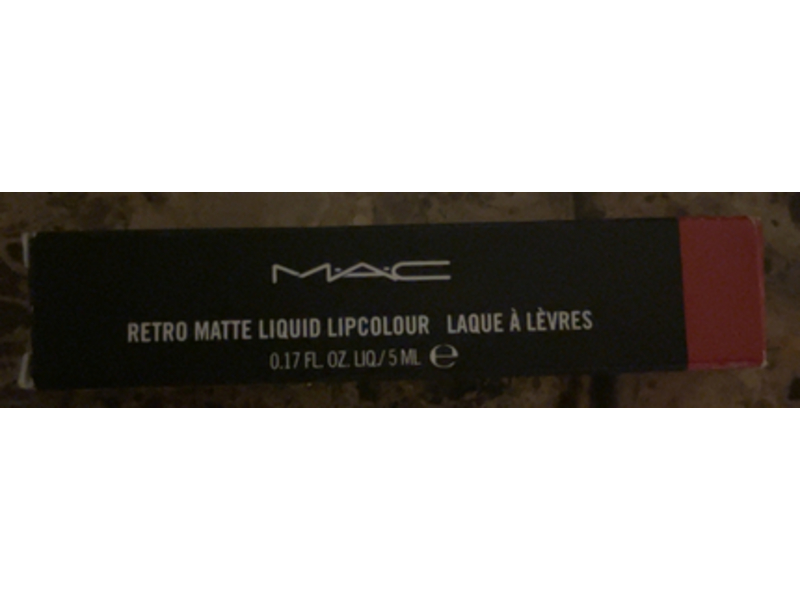 M·A·C
RETRO MATTE LIQUID LIPCOLOUR LAQUE À LÈVRES
0.17 FL. OZ. LIQ./5 ML ℮